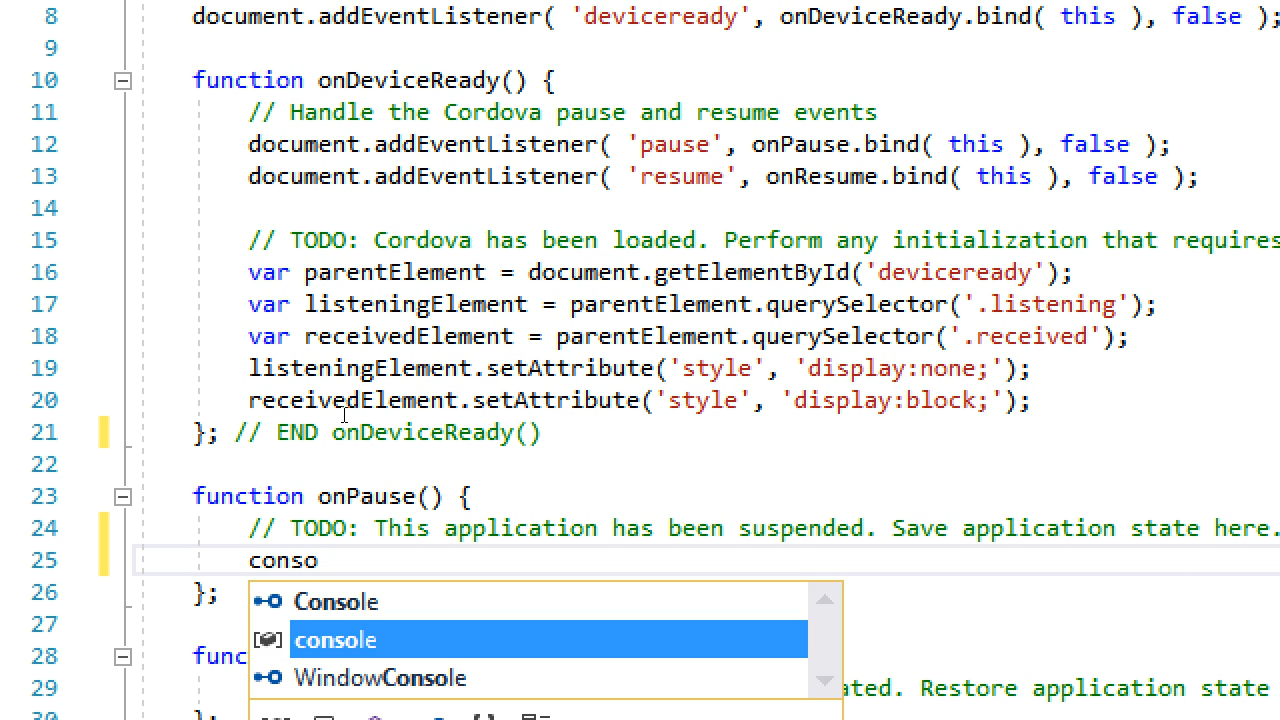 8 document.addEventListener( 'deviceready', onDeviceReady.bind( this ), false );
9
10 function onDeviceReady() {
11 // Handle the Cordova pause and resume events
12 document.addEventListener( 'pause', onPause.bind( this ), false );
13 document.addEventListener( 'resume', onResume.bind( this ), false );
14
15 // TODO: Cordova has been loaded. Perform any initialization that requires
16 var parentElement = document.getElementById('deviceready');
17 var listeningElement = parentElement.querySelector('.listening');
18 var receivedElement = parentElement.querySelector('.received');
19 listeningElement.setAttribute('style', 'display:none;');
20 receivedElement.setAttribute('style', 'display:block;');
21 }; // END onDeviceReady()
22
23 function onPause() {
24 // TODO: This application has been suspended. Save application state here.
25 conso
26 };
Console
27
console
28 func
WindowConsole
29 ated. Restore application state
30 };